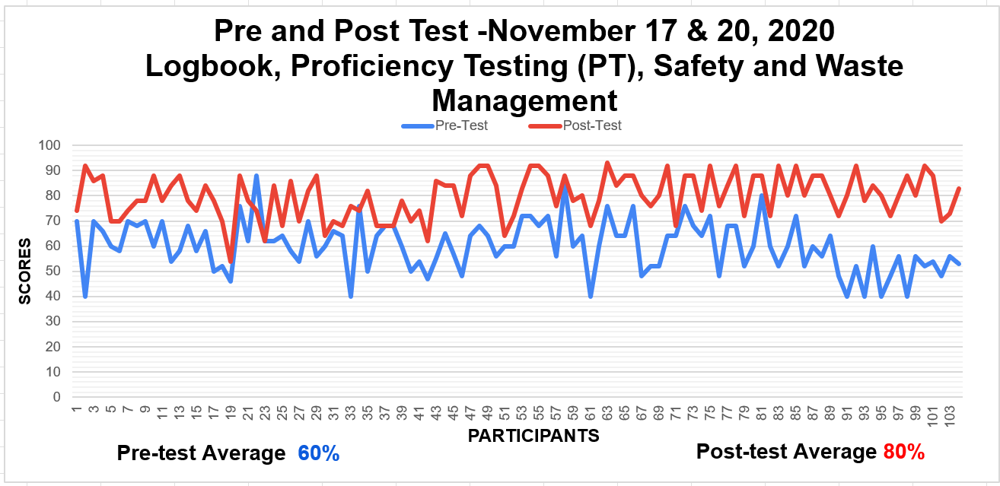 Pre and Post Test -November 17 & 20, 2020
Logbook, Proficiency Testing (PT), Safety and Waste
Management
Pre-Test Post-Test
100
90
80
70
60
50
40
30
20
10
0
SCORES
1 3 5 7 9 11 13 15 17 19 21 23 25 27 29 31 33 35 37 39 41 43 45 47 49 51 53 55 57 59 61 63 65 67 69 71 73 75 77 79 81 83 85 87 89 91 93 95 97 99 101 103
PARTICIPANTS
Pre-test Average 60%
Post-test Average 80%